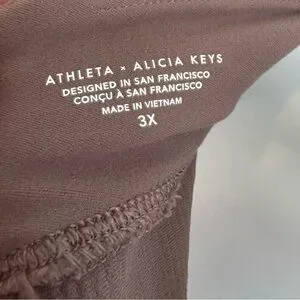 ATHLETA × ALICIA KEYS
DESIGNED IN SAN FRANCISCO
CONÇU À SAN FRANCISCO
MADE IN VIETNAM
3X